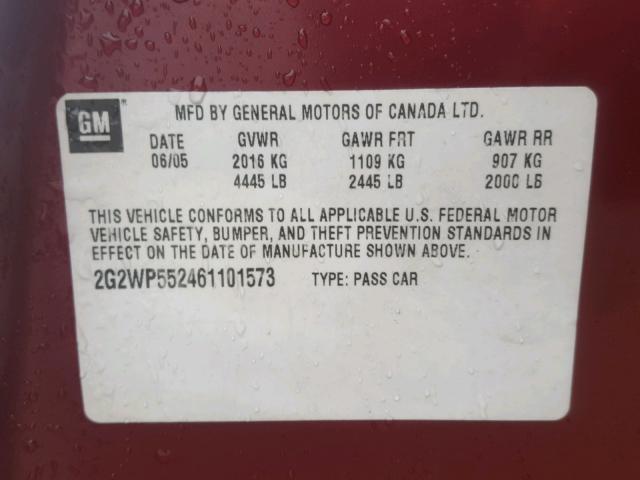 GM® MFD BY GENERAL MOTORS OF CANADA LTD.
DATE GVWR GAWR FRT GAWR RR
06/05 2016 KG 1109 KG 907 KG
4445 LB 2445 LB 2000 LB
THIS VEHICLE CONFORMS TO ALL APPLICABLE U.S. FEDERAL MOTOR
VEHICLE SAFETY, BUMPER, AND THEFT PREVENTION STANDARDS IN
EFFECT ON THE DATE OF MANUFACTURE SHOWN ABOVE.
2G2WP552461101573 TYPE: PASS CAR